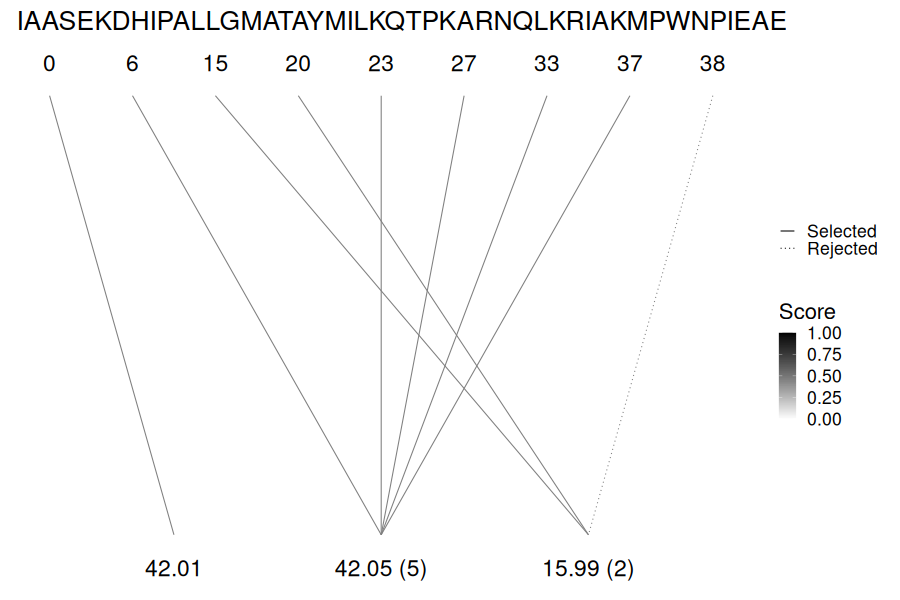 IAASEKDHIPALLGMATAYMILKQTPKARNQLKRIAKMPWNPIEAE
0 6 15 20 23 27 33 37 38
Selected
Rejected
Score
1.00
0.75
0.50
0.25
0.00
42.01 42.05 (5) 15.99 (2)